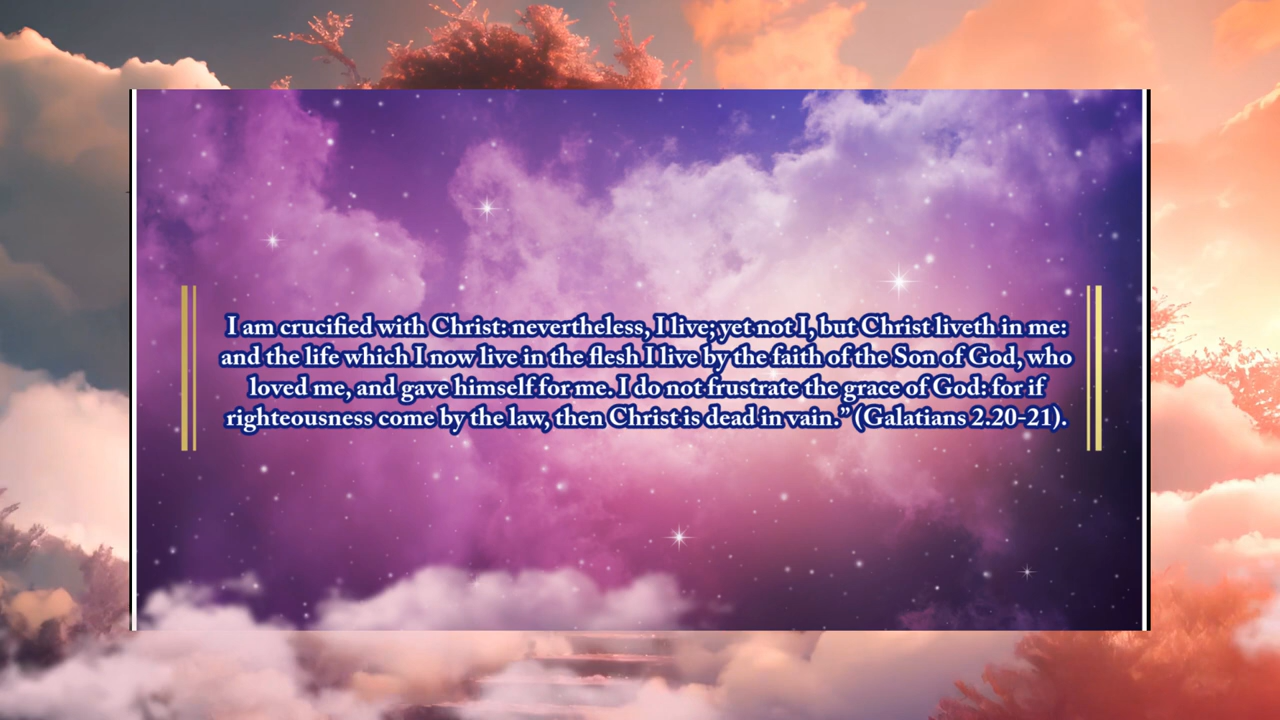 I am crucified with Christ: nevertheless, I live; yet not I, but Christ liveth in me:
and the life which I now live in the flesh I live by the faith of the Son of God, who
loved me, and gave himself for me. I do not frustrate the grace of God: for if
righteousness come by the law, then Christ is dead in vain.” (Galatians 2.20-21).